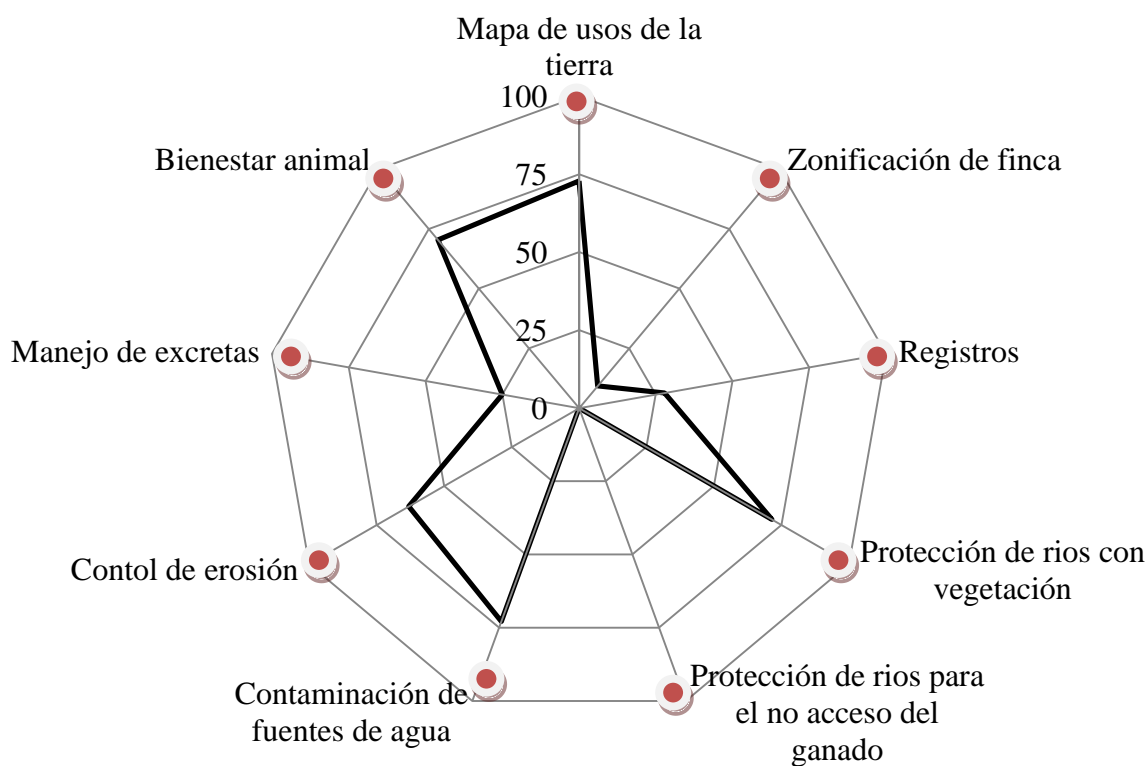 Mapa de usos de la
tierra
100
75
50
25
0
Zonificación de finca
Registros
Protección de rios con
vegetación
Protección de rios para
el no acceso del
ganado
Contaminación de
fuentes de agua
Contol de erosión
Manejo de excretas
Bienestar animal